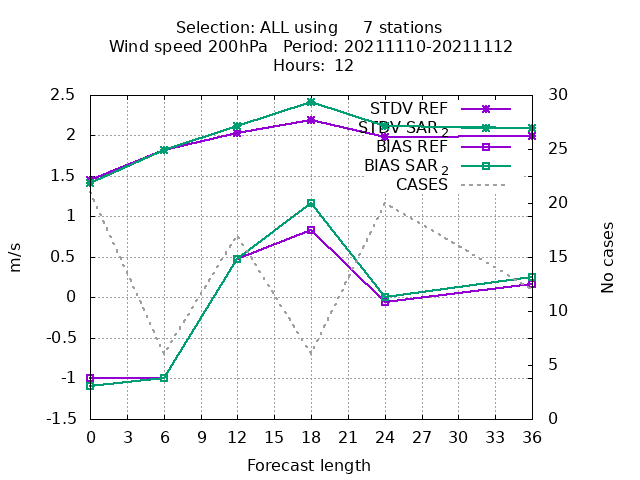 Selection: ALL using     7 stations
Wind speed 200hPa   Period: 20211110-20211112
Hours: 12
2.5
2
1.5
1
0.5
0
-0.5
-1
-1.5
m/s
30
25
20
15
10
5
0
No cases
STDV REF
STDV SAR2
BIAS REF
BIAS SAR2
CASES
0 3 6 9 12 15 18 21 24 27 30 33 36
Forecast length